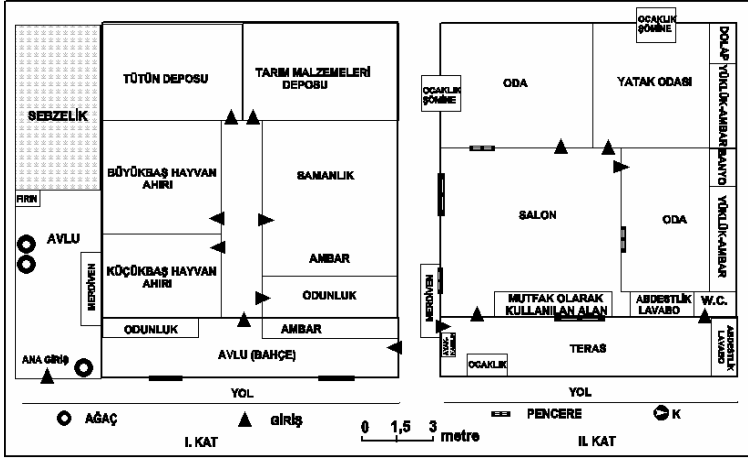 TÜTÜN DEPOSU
TARIM MALZEMELERİ
DEPOSU
SEBZELİK
BÜYÜKBAŞ HAYVAN
AHIRI
SAMANLIK
FIRIN
AVLU
MERDİVEN
KÜÇÜKBAŞ HAYVAN
AHIRI
AMBAR
ODUNLUK
ODUNLUK
AMBAR
ANA GİRİŞ
AVLU (BAHÇE)
YOL
OCAKLIK
ŞÖMİNE
OCAKLIK
ŞÖMİNE
ODA
YATAK ODASI
DOLAP
YÜKLÜK-AMBAR
BANYO
YÜKLÜK-AMBAR
SALON
ODA
MERDİVEN
MUTFAK OLARAK
KULLANILAN ALAN
ABDESTLİK
LAVABO
W.C.
TERAS
OCAKLIK
ABDESTLİK
LAVABO
YOL
AĞAÇ
GİRİŞ
0 1,5 3
metre
PENCERE
K
I. KAT
II. KAT